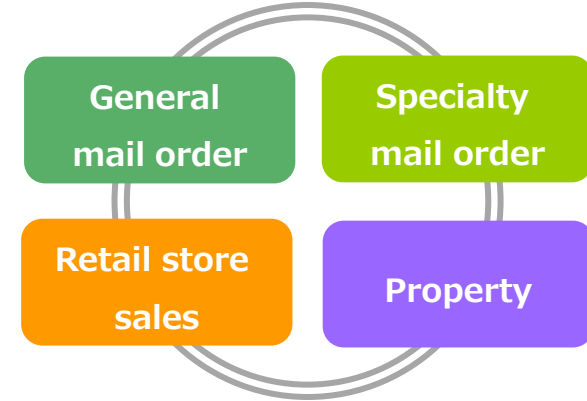 General
mail order
Specialty
mail order
Retail store
sales
Property